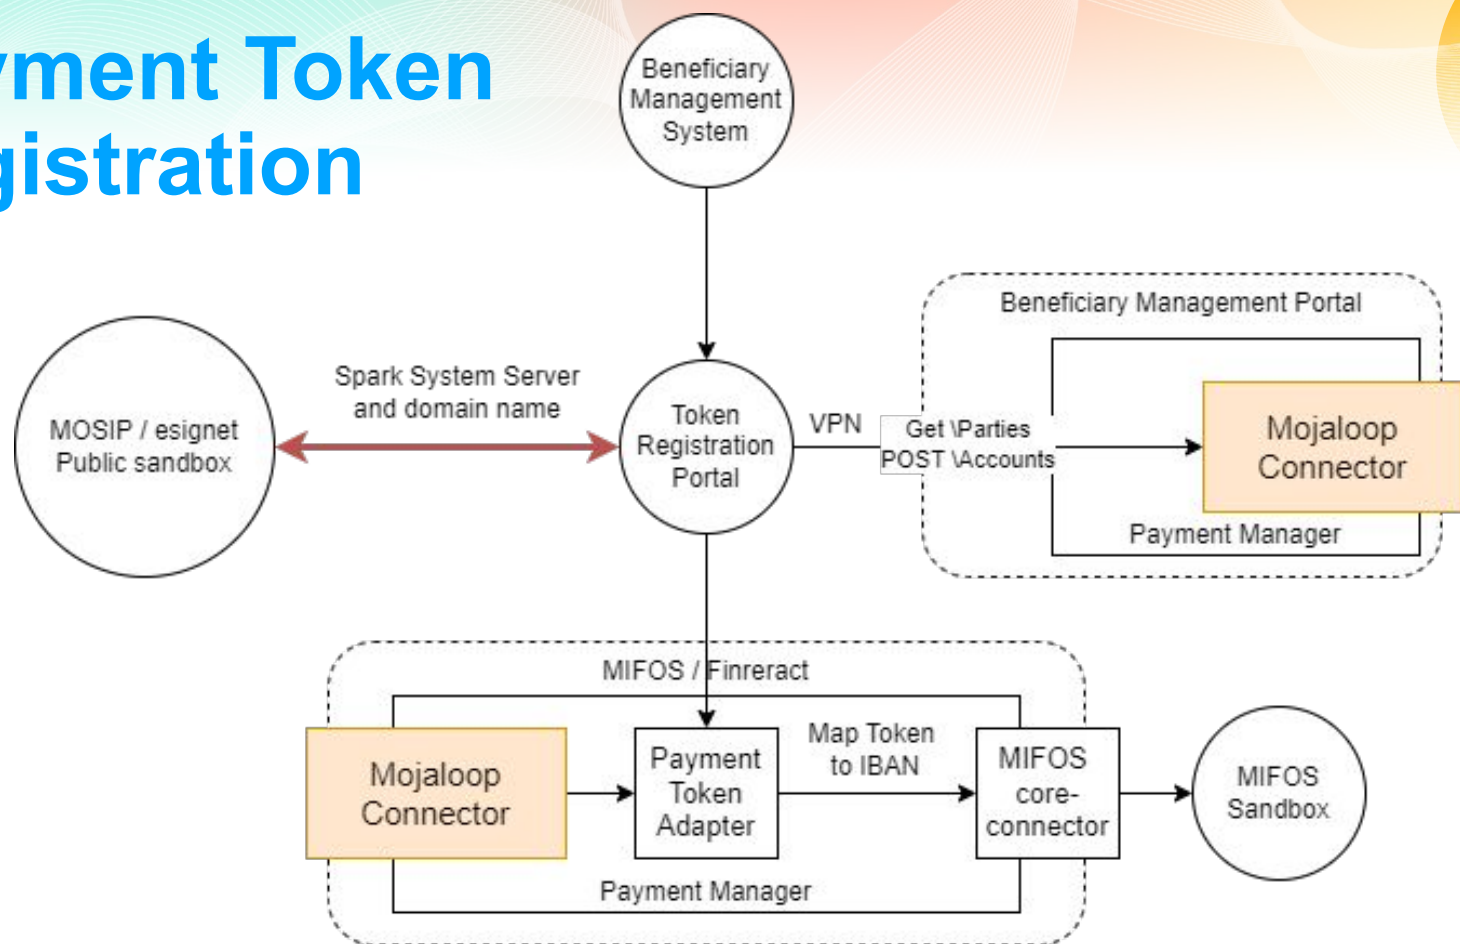 yment Token
gistration
Beneficiary
Management
System
Beneficiary Management Portal
Spark System Server
and domain name
MOSIP / esignet
Public sandbox
Token
Registration
Portal
VPN
Get \Parties
POST \Accounts
Mojaloop
Connector
Payment Manager
MIFOS / Finreract
Mojaloop
Connector
Payment
Token
Adapter
Map Token
to IBAN
MIFOS
core-
connector
MIFOS
Sandbox
Payment Manager